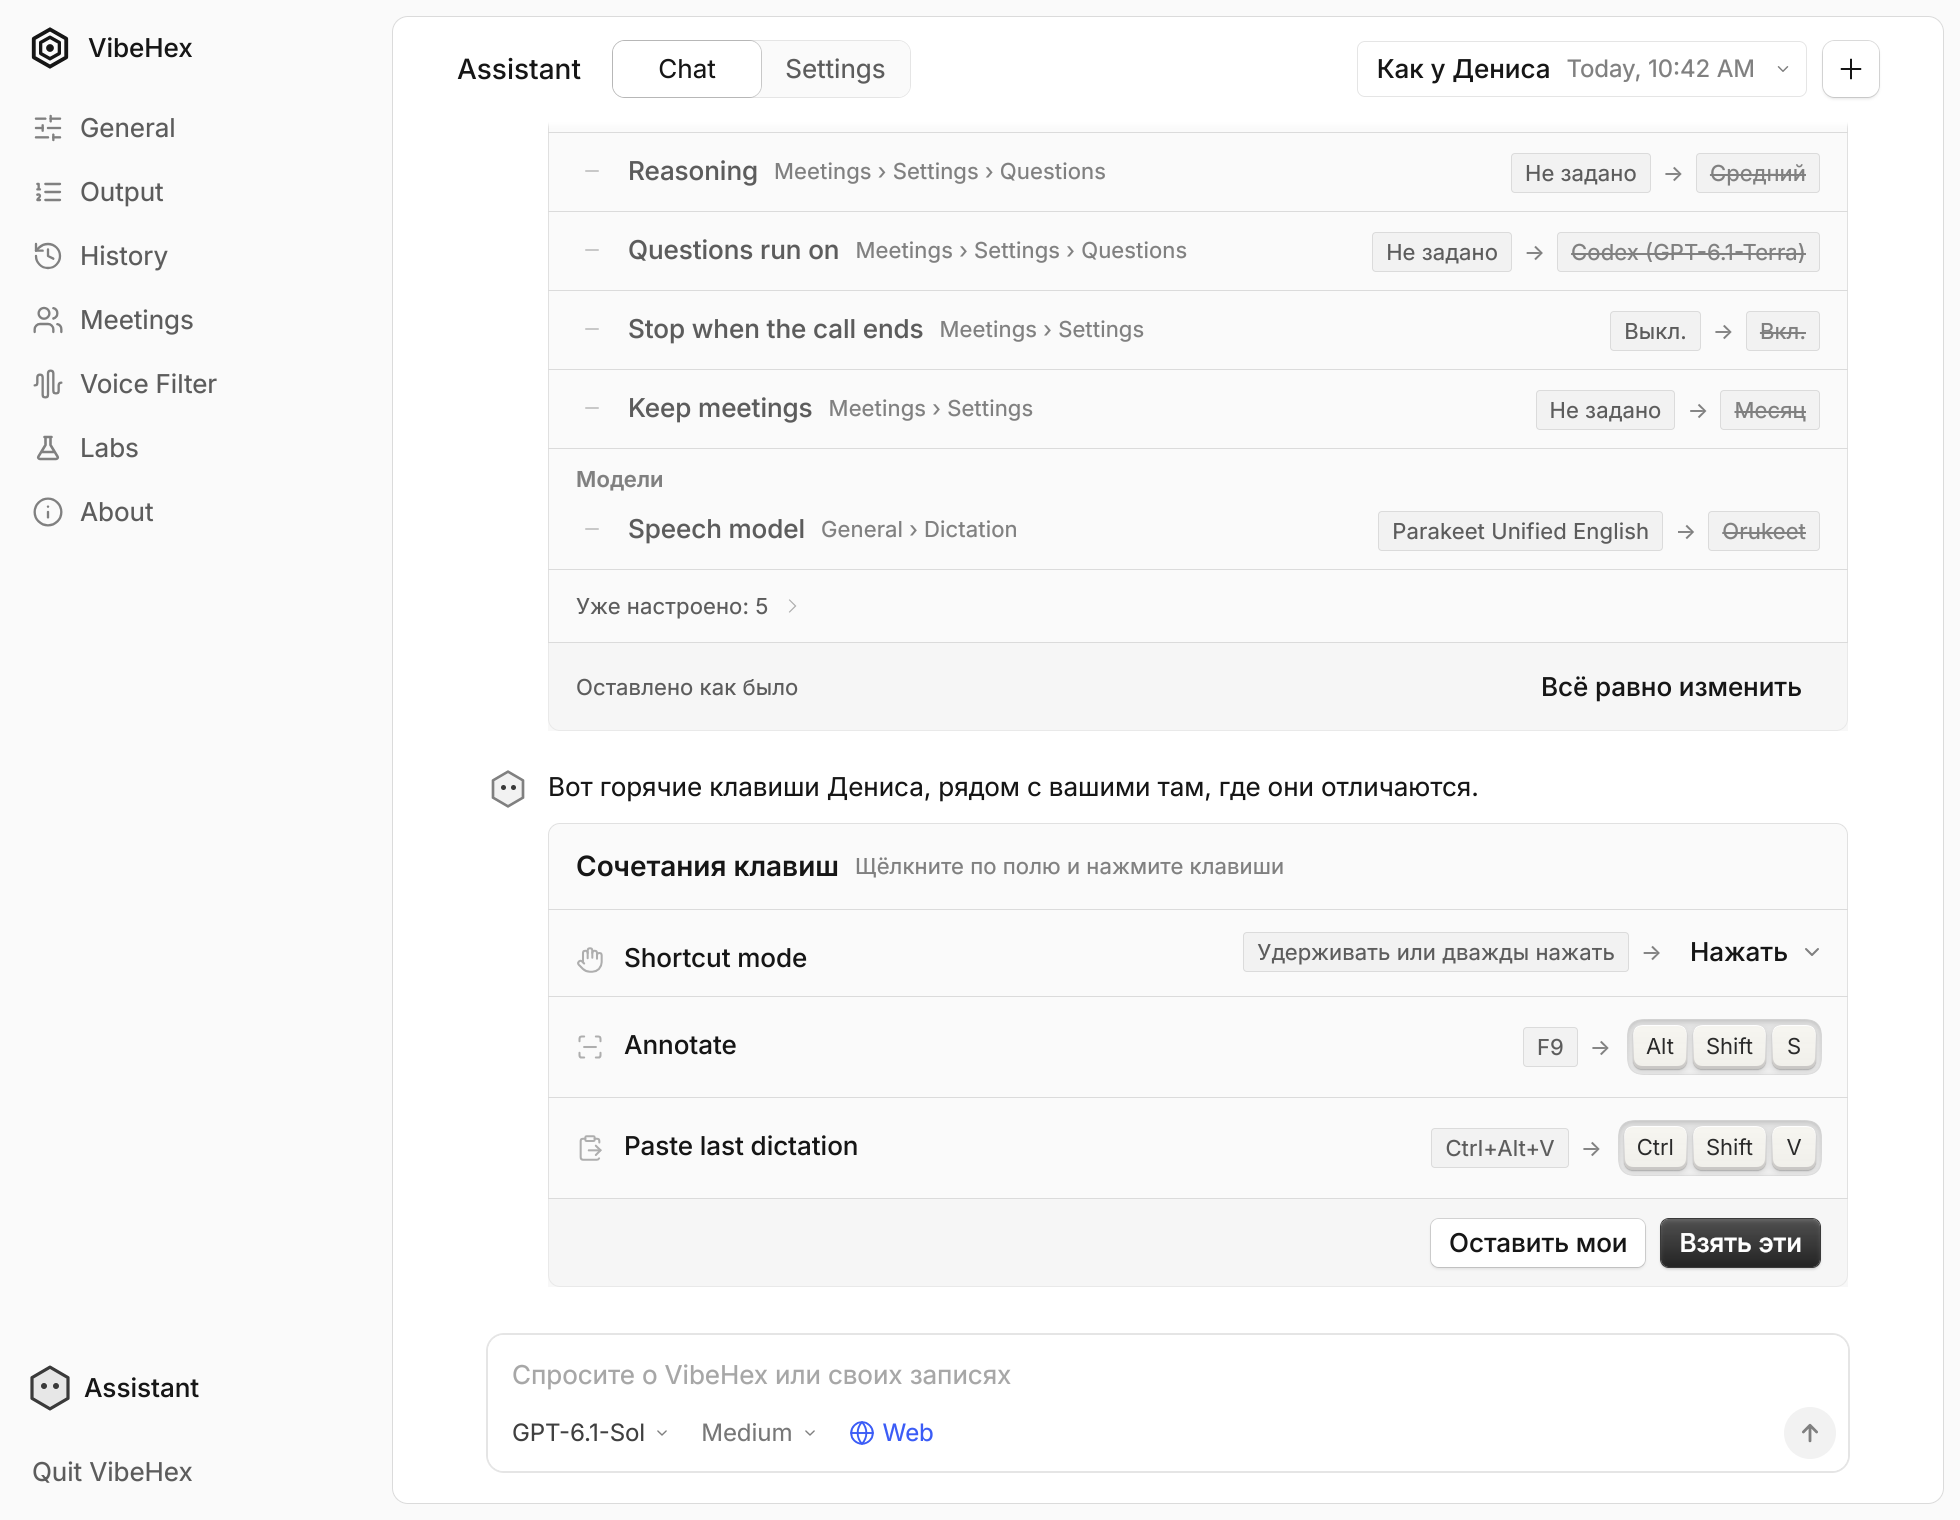 VibeHex
General
Output
History
Meetings
Voice Filter
Labs
About
Assistant
Quit VibeHex
Assistant Chat Settings Как у Дениса Today, 10:42 AM
Reasoning Meetings › Settings › Questions Не задано → Средний
Questions run on Meetings › Settings › Questions Не задано → Codex (GPT-6.1-Terra)
Stop when the call ends Meetings › Settings Выкл. → Вкл.
Keep meetings Meetings › Settings Не задано → Месяц
Модели
Speech model General › Dictation Parakeet Unified English → Orukeet
Уже настроено: 5
Оставлено как было Всё равно изменить
Вот горячие клавиши Дениса, рядом с вашими там, где они отличаются.
Сочетания клавиш Щёлкните по полю и нажмите клавиши
Shortcut mode Удерживать или дважды нажать → Нажать
Annotate F9 → Alt Shift S
Paste last dictation Ctrl+Alt+V → Ctrl Shift V
Оставить мои Взять эти
Спросите о VibeHex или своих записях
GPT-6.1-Sol Medium Web